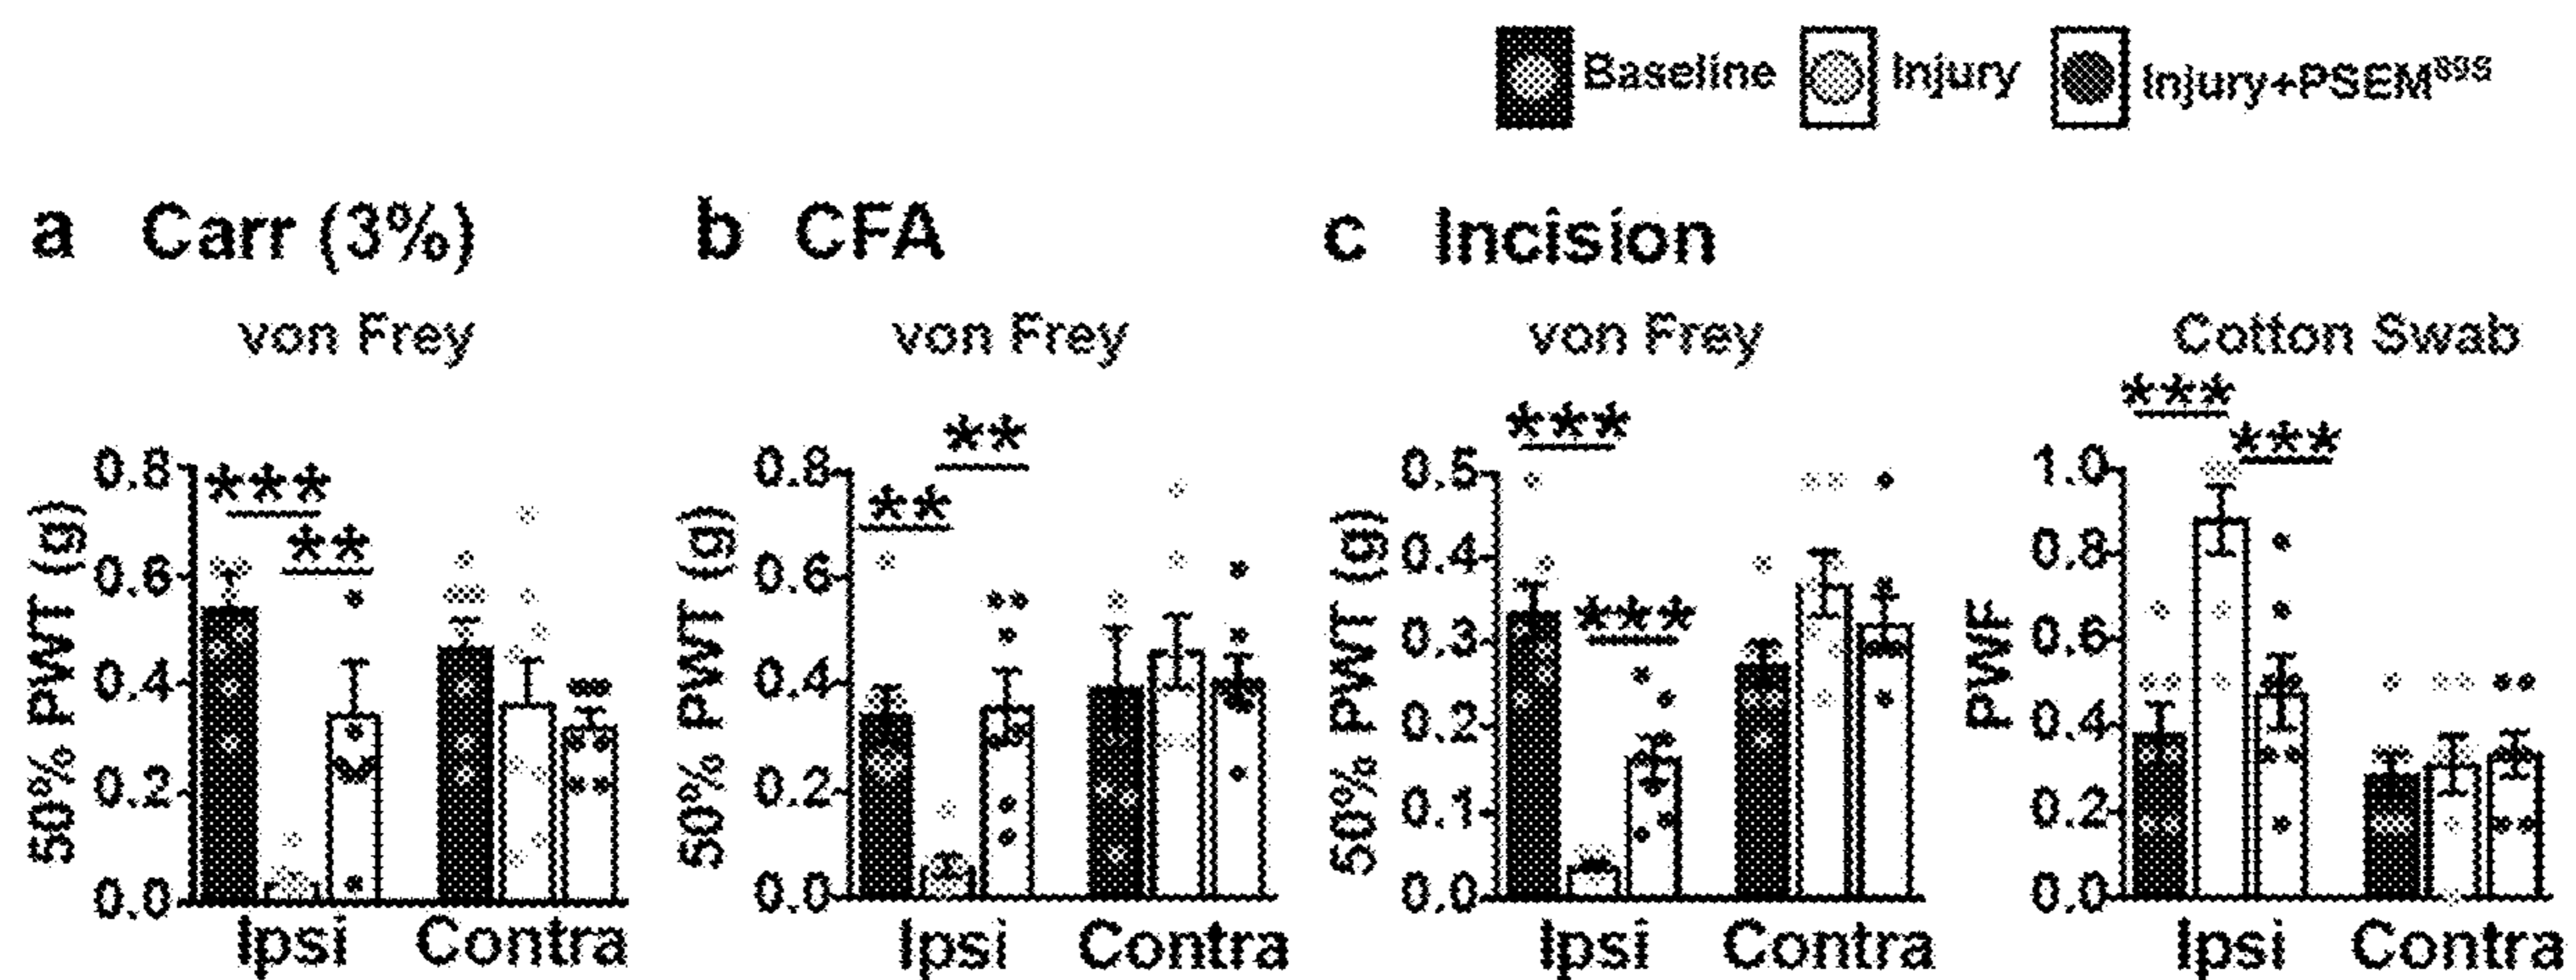 Baseline Injury Injury+PSEM
a Carr (3%) b CFA c Incision
von Frey von Frey von Frey Cotton Swab
*** ** ** ** *** *** *** ***
50% PWT (g)
0.8
0.6
0.4
0.2
0.0
Ipsi Contra
50% PWT (g)
0.8
0.6
0.4
0.2
0.0
Ipsi Contra
50% PWT (g)
0.5
0.4
0.3
0.2
0.1
0.0
Ipsi Contra
PWF
1.0
0.8
0.6
0.4
0.2
0.0
Ipsi Contra